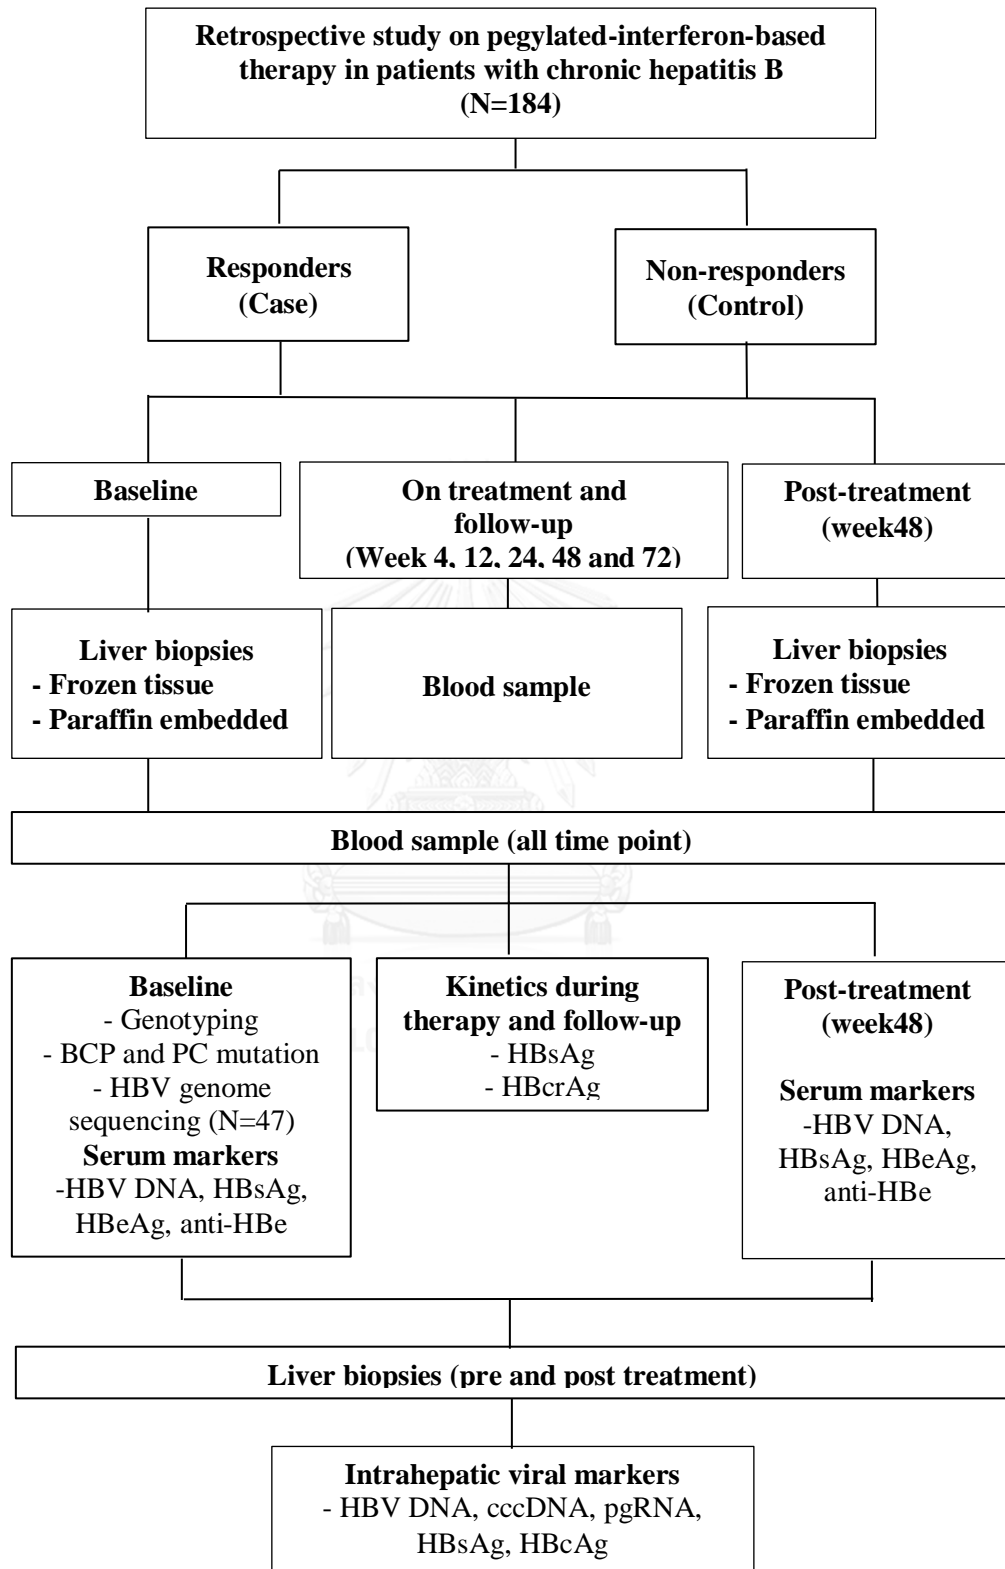 Retrospective study on pegylated-interferon-based
therapy in patients with chronic hepatitis B
(N=184)
Responders
(Case)
Non-responders
(Control)
Baseline
On treatment and
follow-up
(Week 4, 12, 24, 48 and 72)
Post-treatment
(week48)
Liver biopsies
- Frozen tissue
- Paraffin embedded
Blood sample
Liver biopsies
- Frozen tissue
- Paraffin embedded
Blood sample (all time point)
Baseline
- Genotyping
- BCP and PC mutation
- HBV genome
sequencing (N=47)
Serum markers
-HBV DNA, HBsAg,
HBeAg, anti-HBe
Kinetics during
therapy and follow-up
- HBsAg
- HBcrAg
Post-treatment
(week48)
Serum markers
-HBV DNA,
HBsAg, HBeAg,
anti-HBe
Liver biopsies (pre and post treatment)
Intrahepatic viral markers
- HBV DNA, cccDNA, pgRNA,
HBsAg, HBcAg